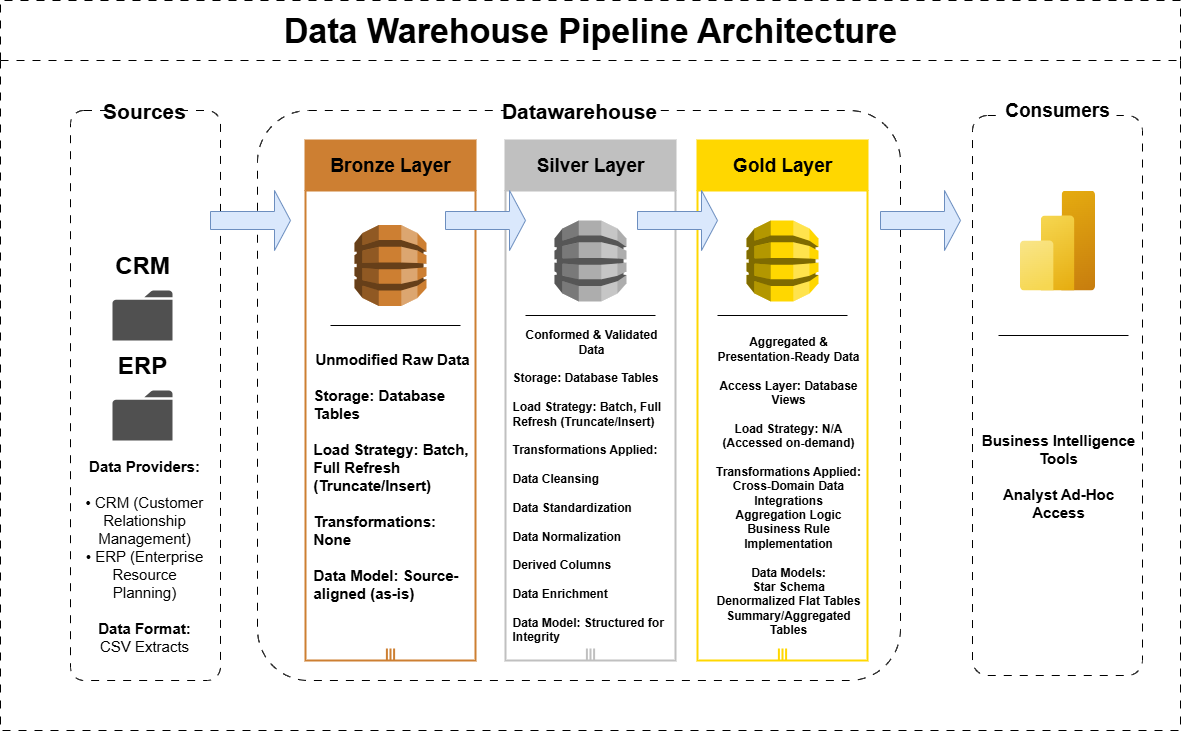 Data Warehouse Pipeline Architecture
Sources
CRM
ERP
Data Providers:
• CRM (Customer
Relationship
Management)
• ERP (Enterprise
Resource
Planning)
Data Format:
CSV Extracts
Datawarehouse
Bronze Layer
Unmodified Raw Data
Storage: Database
Tables
Load Strategy: Batch,
Full Refresh
(Truncate/Insert)
Transformations:
None
Data Model: Source-
aligned (as-is)
Silver Layer
Conformed & Validated
Data
Storage: Database Tables
Load Strategy: Batch, Full
Refresh (Truncate/Insert)
Transformations Applied:
Data Cleansing
Data Standardization
Data Normalization
Derived Columns
Data Enrichment
Data Model: Structured for
Integrity
Gold Layer
Aggregated &
Presentation-Ready Data
Access Layer: Database
Views
Load Strategy: N/A
(Accessed on-demand)
Transformations Applied:
Cross-Domain Data
Integrations
Aggregation Logic
Business Rule
Implementation
Data Models:
Star Schema
Denormalized Flat Tables
Summary/Aggregated
Tables
Consumers
Business Intelligence
Tools
Analyst Ad-Hoc
Access